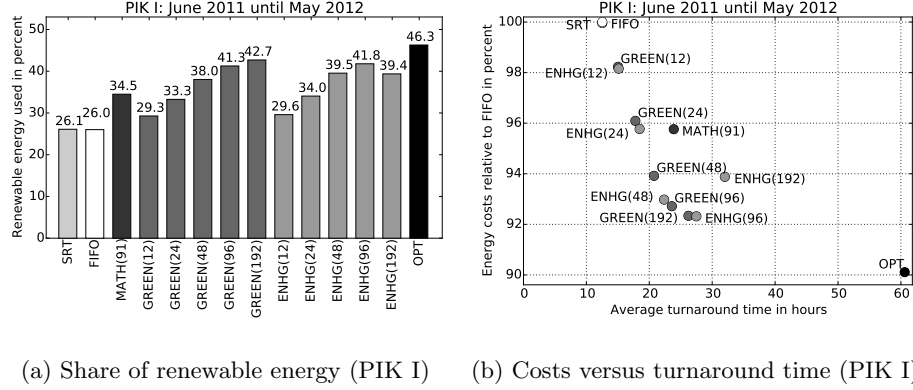 PIK I: June 2011 until May 2012
Renewable energy used in percent
50
40
30
20
10
0
26.1
26.0
34.5
29.3
33.3
38.0
41.3
42.7
29.6
34.0
39.5
41.8
39.4
46.3
SRT
FIFO
MATH(91)
GREEN(12)
GREEN(24)
GREEN(48)
GREEN(96)
GREEN(192)
ENHG(12)
ENHG(24)
ENHG(48)
ENHG(96)
ENHG(192)
OPT
(a) Share of renewable energy (PIK I)
PIK I: June 2011 until May 2012
Energy costs relative to FIFO in percent
100
98
96
94
92
90
SRT
FIFO
GREEN(12)
ENHG(12)
GREEN(24)
ENHG(24)
MATH(91)
GREEN(48)
ENHG(192)
ENHG(48)
GREEN(96)
GREEN(192)
ENHG(96)
OPT
0
10
20
30
40
50
60
Average turnaround time in hours
(b) Costs versus turnaround time (PIK I